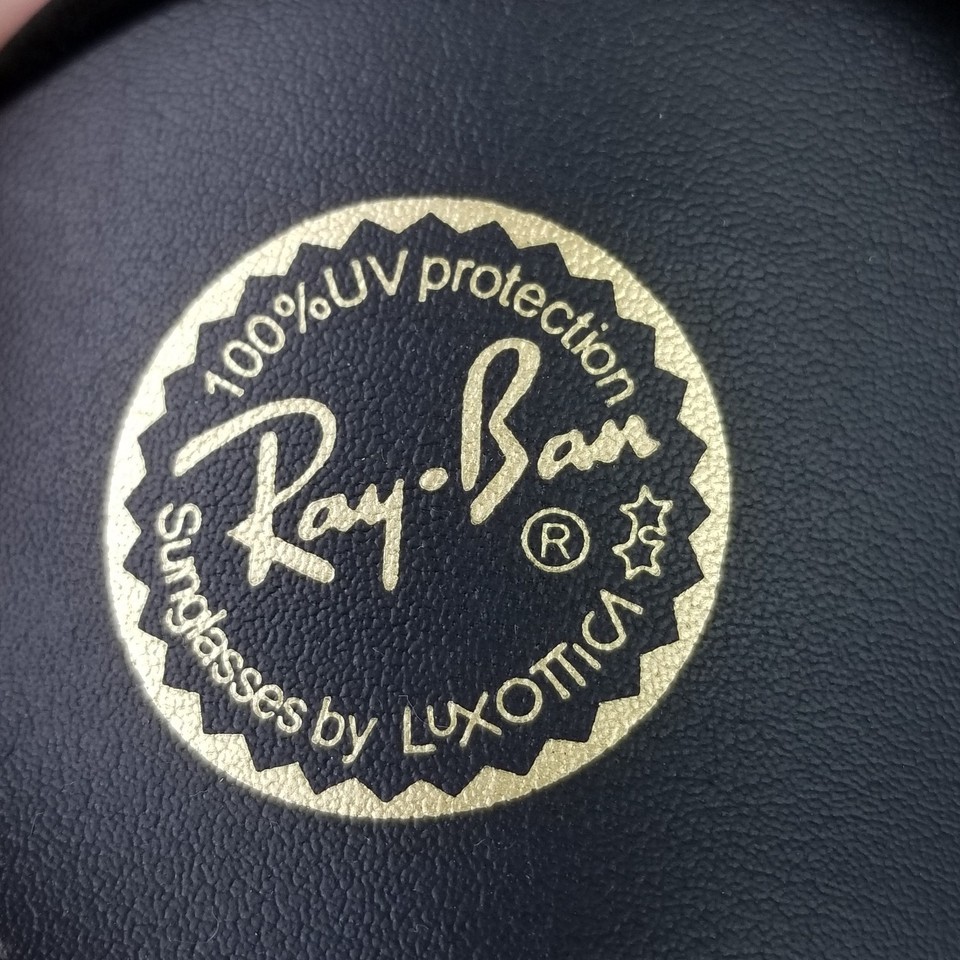 100% UV protection
Ray-Ban
®
Sunglasses by LUXOTTICA